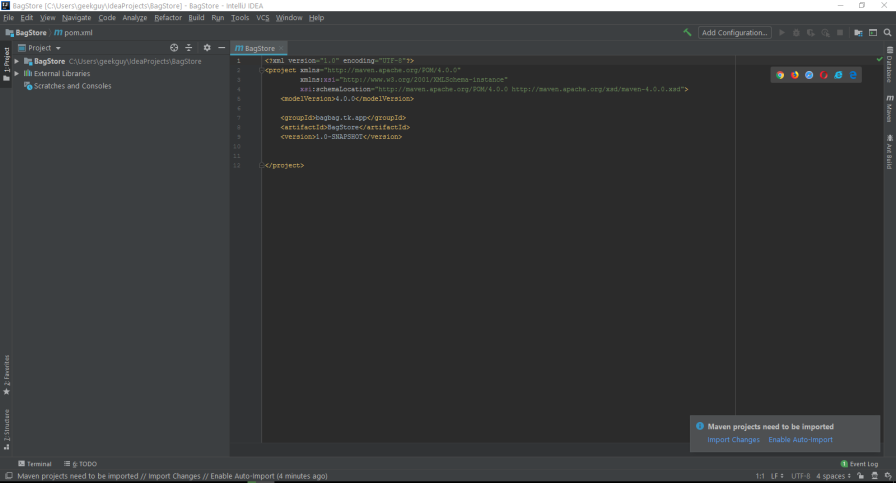 BagStore [C:\Users\geekguy\IdeaProjects\BagStore] - BagStore - IntelliJ IDEA
File Edit View Navigate Code Analyze Refactor Build Run Tools VCS Window Help
BagStore m pom.xml
Add Configuration...
Project
m BagStore
1: Project
BagStore C:\Users\geekguy\IdeaProjects\BagStore
External Libraries
Scratches and Consoles
1 <?xml version="1.0" encoding="UTF-8"?>
2 <project xmlns="http://maven.apache.org/POM/4.0.0"
3 xmlns:xsi="http://www.w3.org/2001/XMLSchema-instance"
4 xsi:schemaLocation="http://maven.apache.org/POM/4.0.0 http://maven.apache.org/xsd/maven-4.0.0.xsd">
5 <modelVersion>4.0.0</modelVersion>
6
7 <groupId>bagbag.tk.app</groupId>
8 <artifactId>BagStore</artifactId>
9 <version>1.0-SNAPSHOT</version>
10
11
12 </project>
Database
m Maven
Ant Build
2: Favorites
2: Structure
Maven projects need to be imported
Import Changes Enable Auto-Import
Terminal 6: TODO
1 Event Log
Maven projects need to be imported // Import Changes // Enable Auto-Import (4 minutes ago)
1:1 LF UTF-8 4 spaces